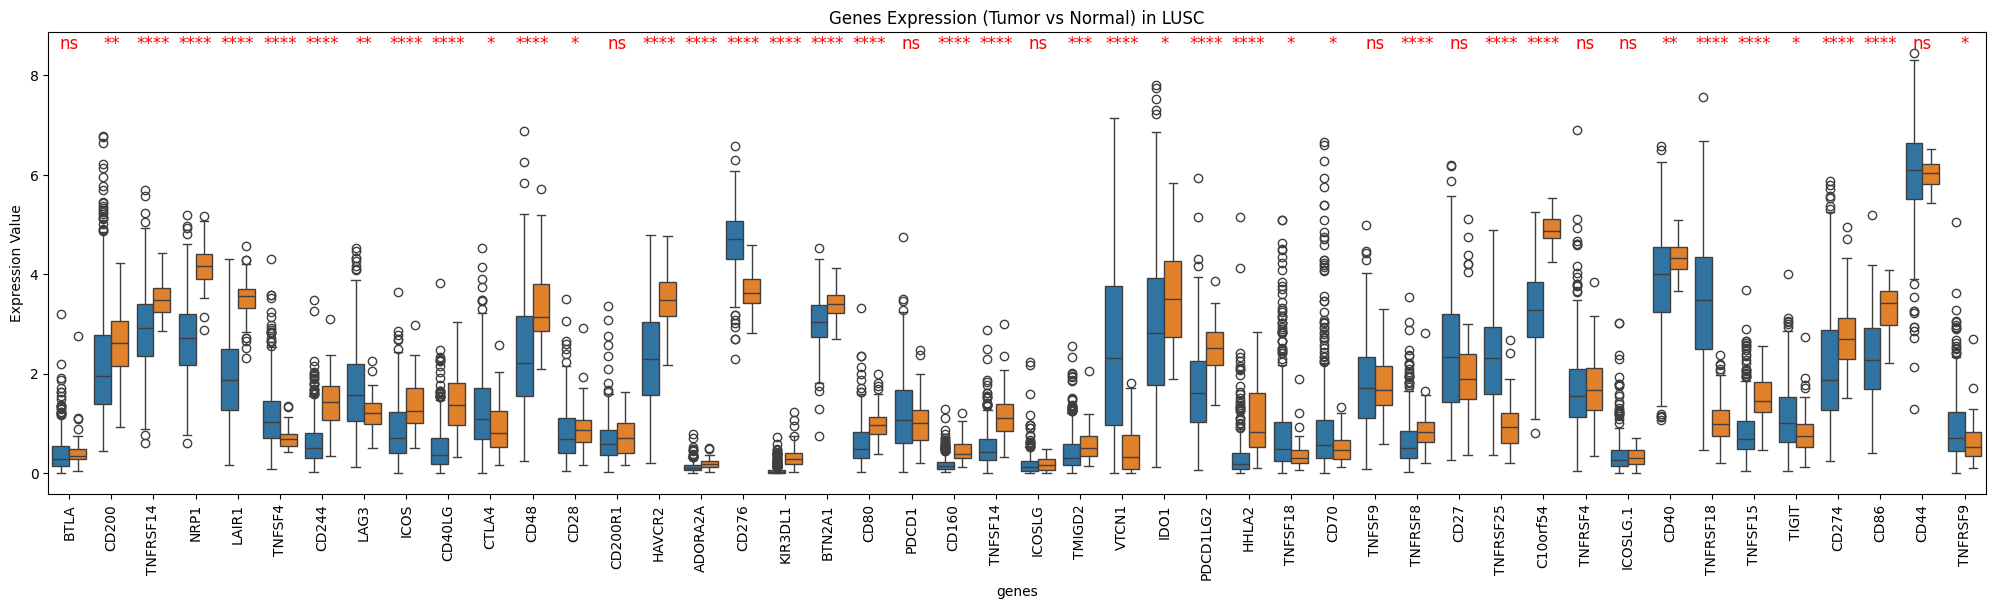 Genes Expression (Tumor vs Normal) in LUSC
ns ** **** **** **** **** **** ** **** **** * **** * ns **** **** **** **** **** **** ns **** **** ns *** **** * **** **** * * ns **** ns **** **** ns ns ** **** **** * **** **** ns *
8
6
4
2
0
Expression Value
BTLA
CD200
TNFRSF14
NRP1
LAIR1
TNFSF4
CD244
LAG3
ICOS
CD40LG
CTLA4
CD48
CD28
CD200R1
HAVCR2
ADORA2A
CD276
KIR3DL1
BTN2A1
CD80
PDCD1
CD160
TNFSF14
ICOSLG
TMIGD2
VTCN1
IDO1
PDCD1LG2
HHLA2
TNFSF18
CD70
TNFSF9
TNFRSF8
CD27
TNFRSF25
C10orf54
TNFRSF4
ICOSLG.1
CD40
TNFRSF18
TNFSF15
TIGIT
CD274
CD86
CD44
TNFRSF9
genes